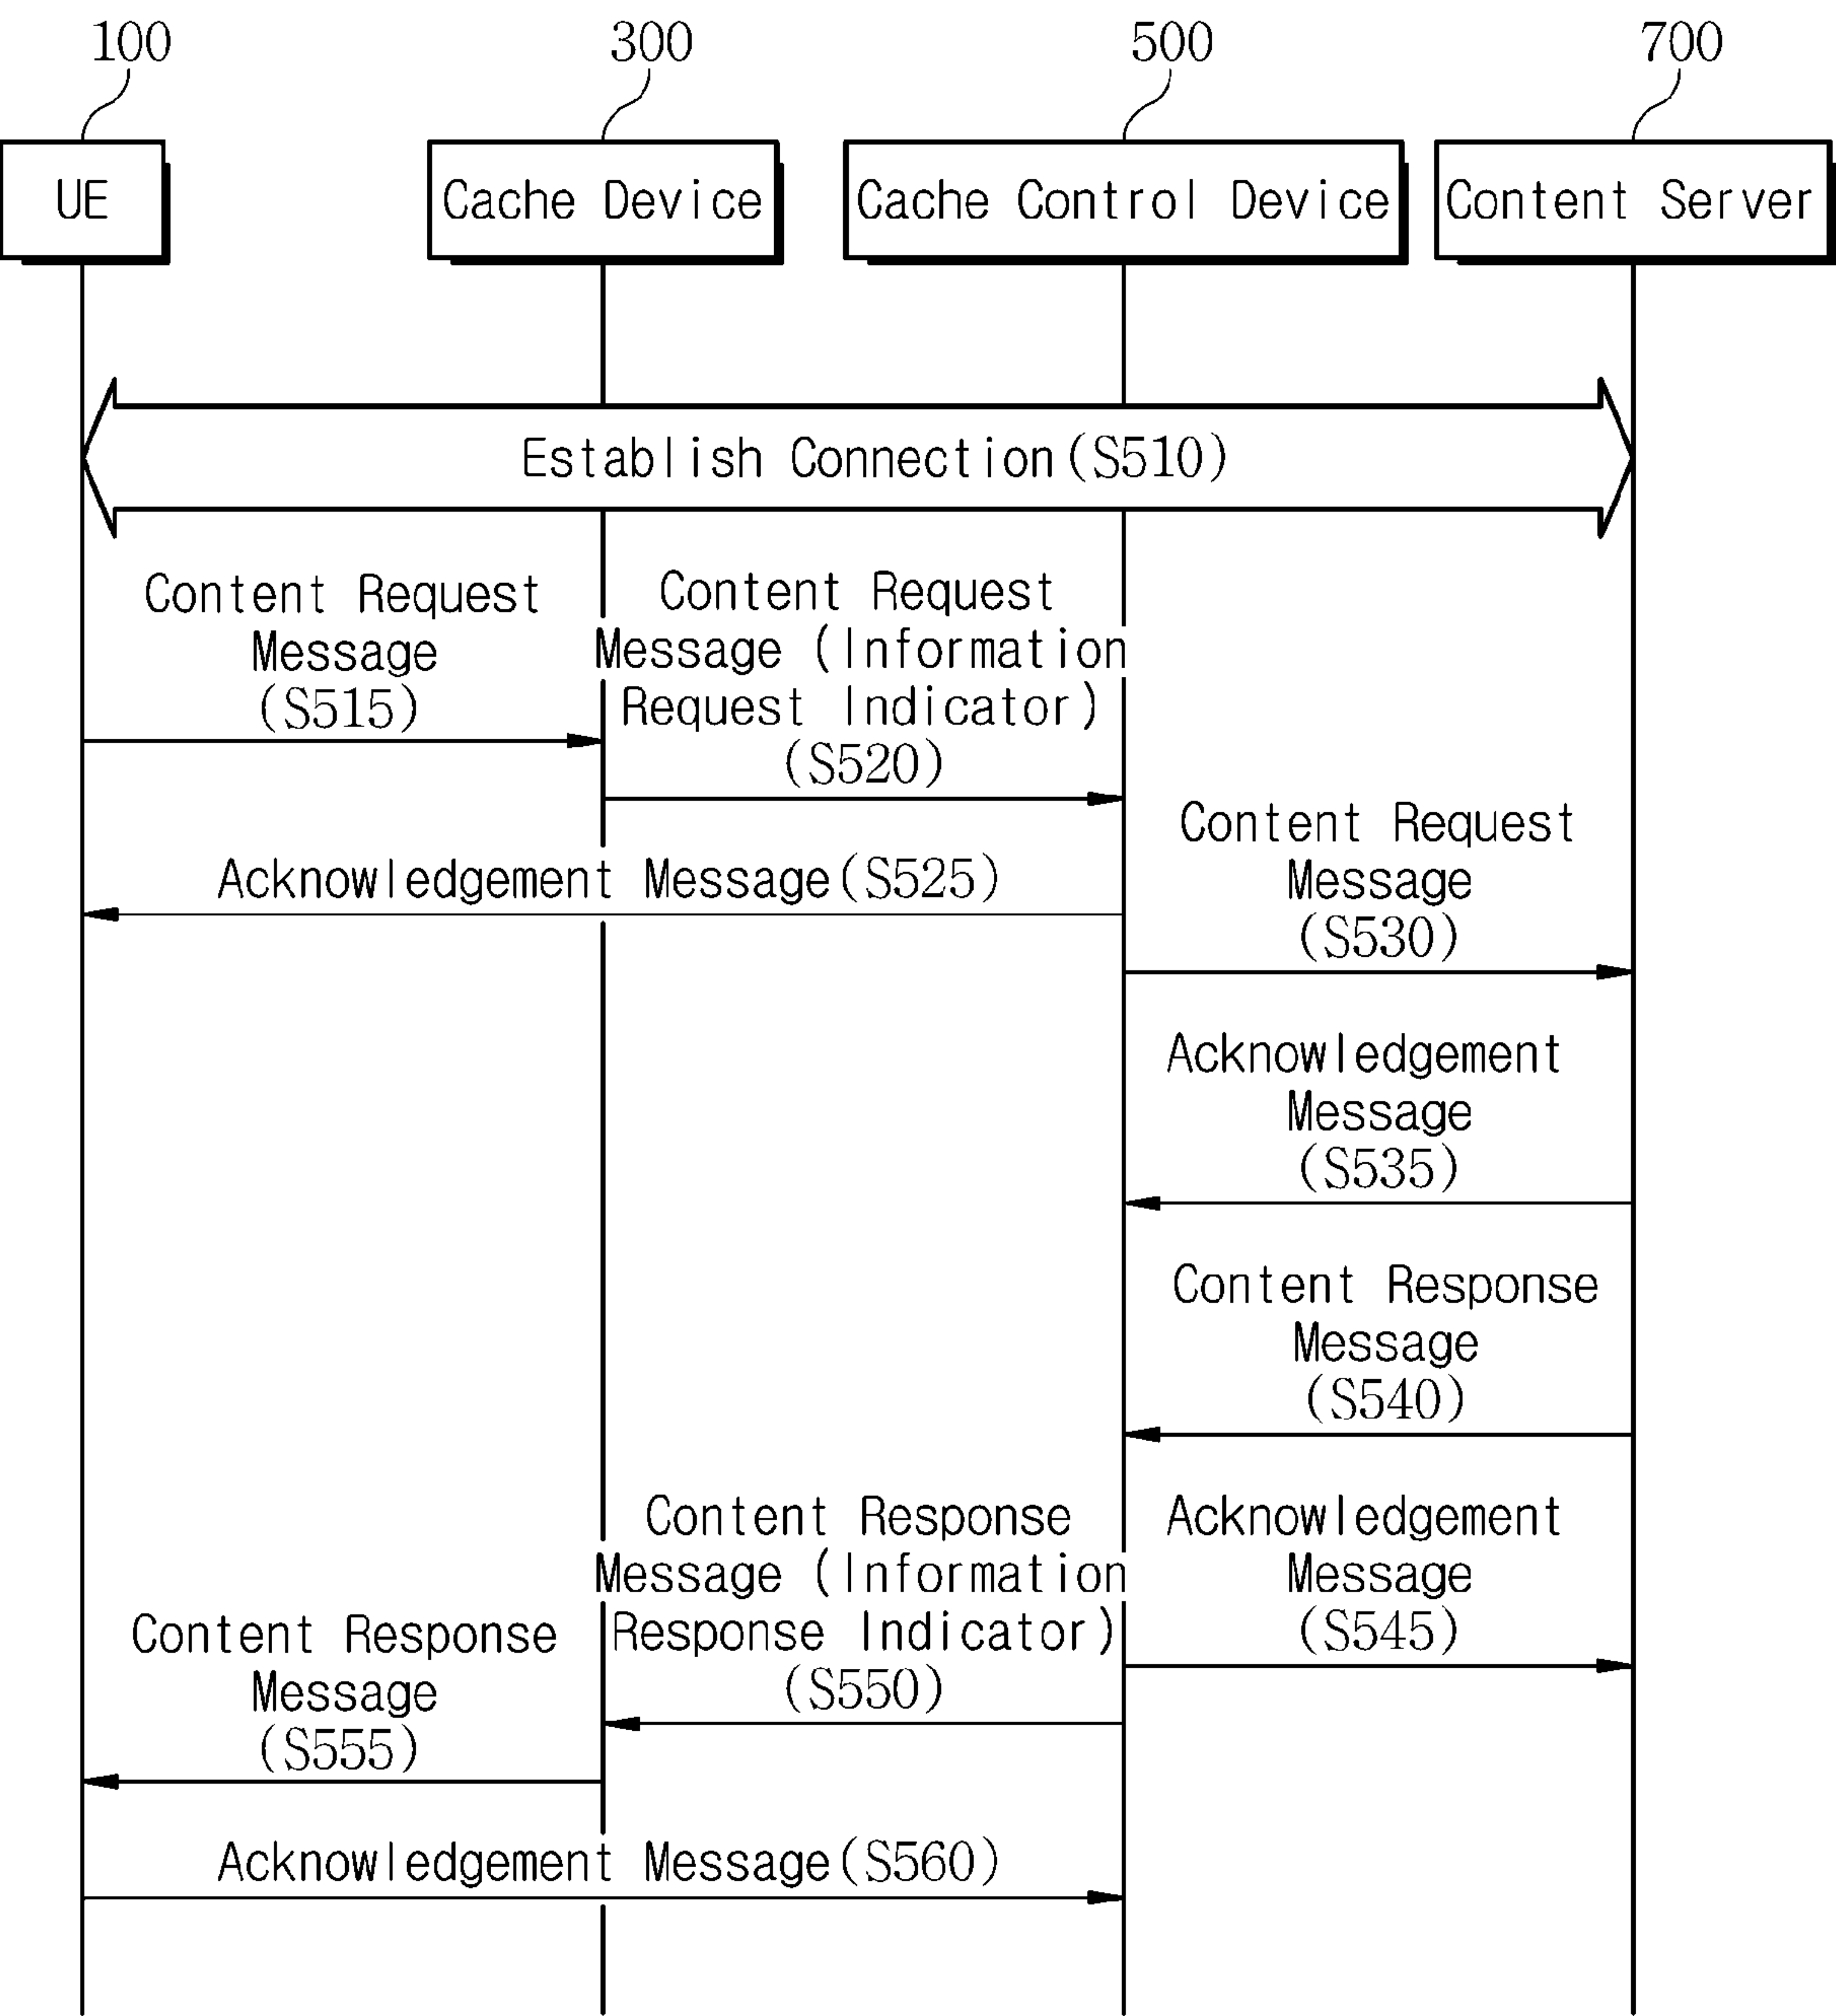 100
300
500
700
UE
Cache Device
Cache Control Device
Content Server
Establish Connection(S510)
Content Request
Message
(S515)
Content Request
Message (Information
Request Indicator)
(S520)
Acknowledgement Message(S525)
Content Request
Message
(S530)
Acknowledgement
Message
(S535)
Content Response
Message
(S540)
Acknowledgement
Message
(S545)
Content Response
Message (Information
Response Indicator)
(S550)
Content Response
Message
(S555)
Acknowledgement Message(S560)